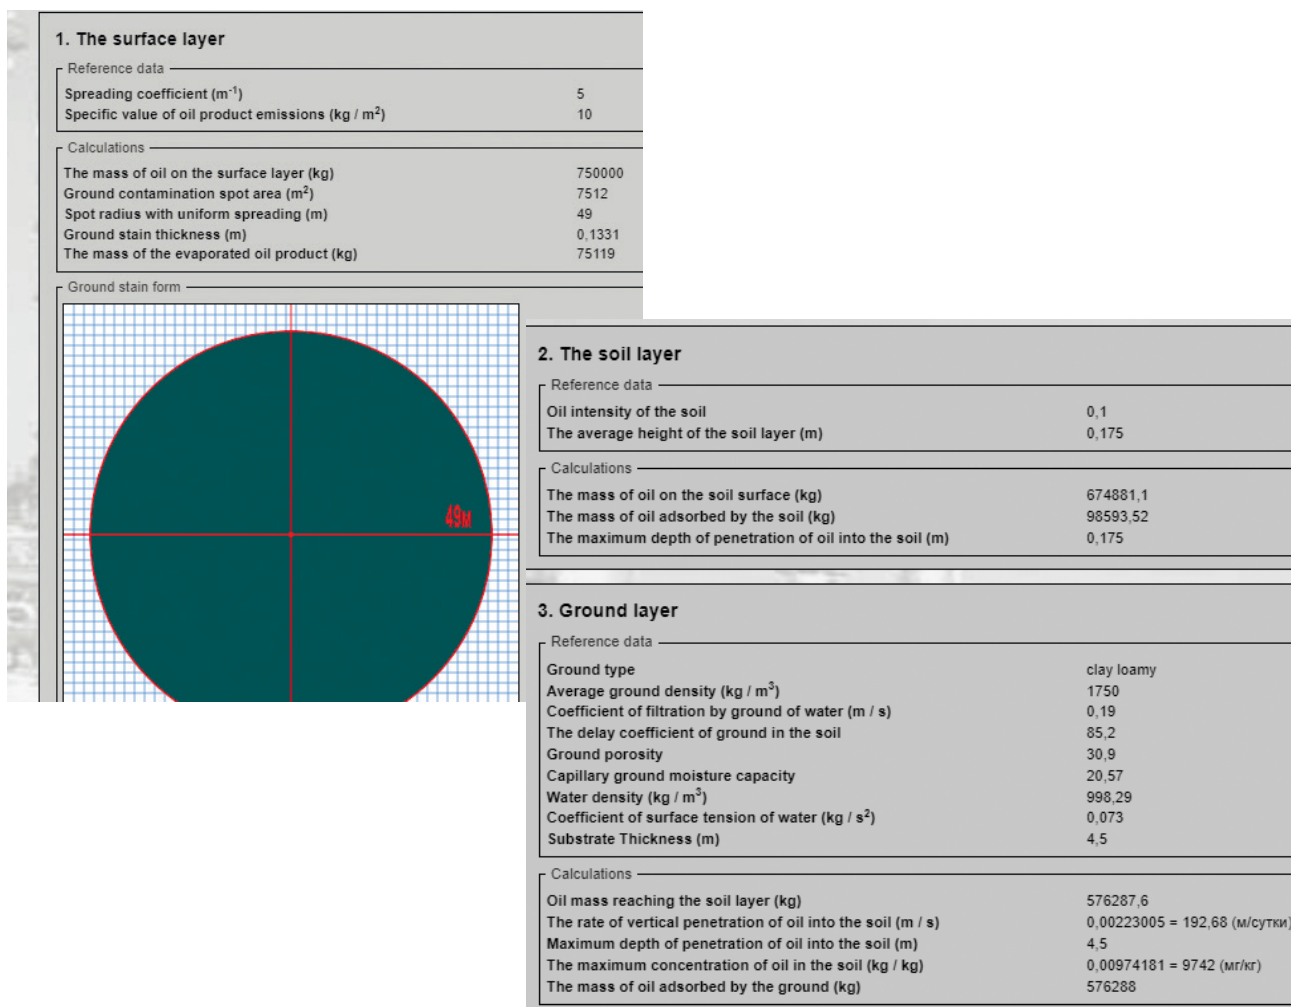 1. The surface layer
Reference data
Spreading coefficient (m⁻¹) 5
Specific value of oil product emissions (kg / m²) 10
Calculations
The mass of oil on the surface layer (kg) 750000
Ground contamination spot area (m²) 7512
Spot radius with uniform spreading (m) 49
Ground stain thickness (m) 0,1331
The mass of the evaporated oil product (kg) 75119
Ground stain form
49м
2. The soil layer
Reference data
Oil intensity of the soil 0,1
The average height of the soil layer (m) 0,175
Calculations
The mass of oil on the soil surface (kg) 674881,1
The mass of oil adsorbed by the soil (kg) 98593,52
The maximum depth of penetration of oil into the soil (m) 0,175
3. Ground layer
Reference data
Ground type clay loamy
Average ground density (kg / m³) 1750
Coefficient of filtration by ground of water (m / s) 0,19
The delay coefficient of ground in the soil 85,2
Ground porosity 30,9
Capillary ground moisture capacity 20,57
Water density (kg / m³) 998,29
Coefficient of surface tension of water (kg / s²) 0,073
Substrate Thickness (m) 4,5
Calculations
Oil mass reaching the soil layer (kg) 576287,6
The rate of vertical penetration of oil into the soil (m / s) 0,00223005 = 192,68 (м/сутки)
Maximum depth of penetration of oil into the soil (m) 4,5
The maximum concentration of oil in the soil (kg / kg) 0,00974181 = 9742 (мг/кг)
The mass of oil adsorbed by the ground (kg) 576288